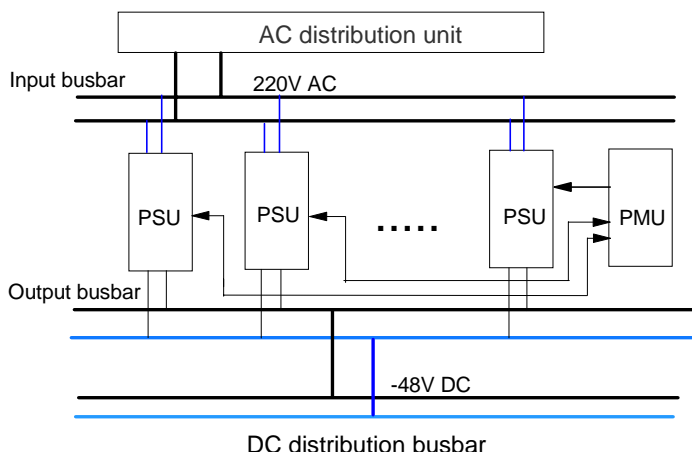 AC distribution unit
Input busbar
220V AC
PSU
PSU
.....
PSU
PMU
Output busbar
-48V DC
DC distribution busbar